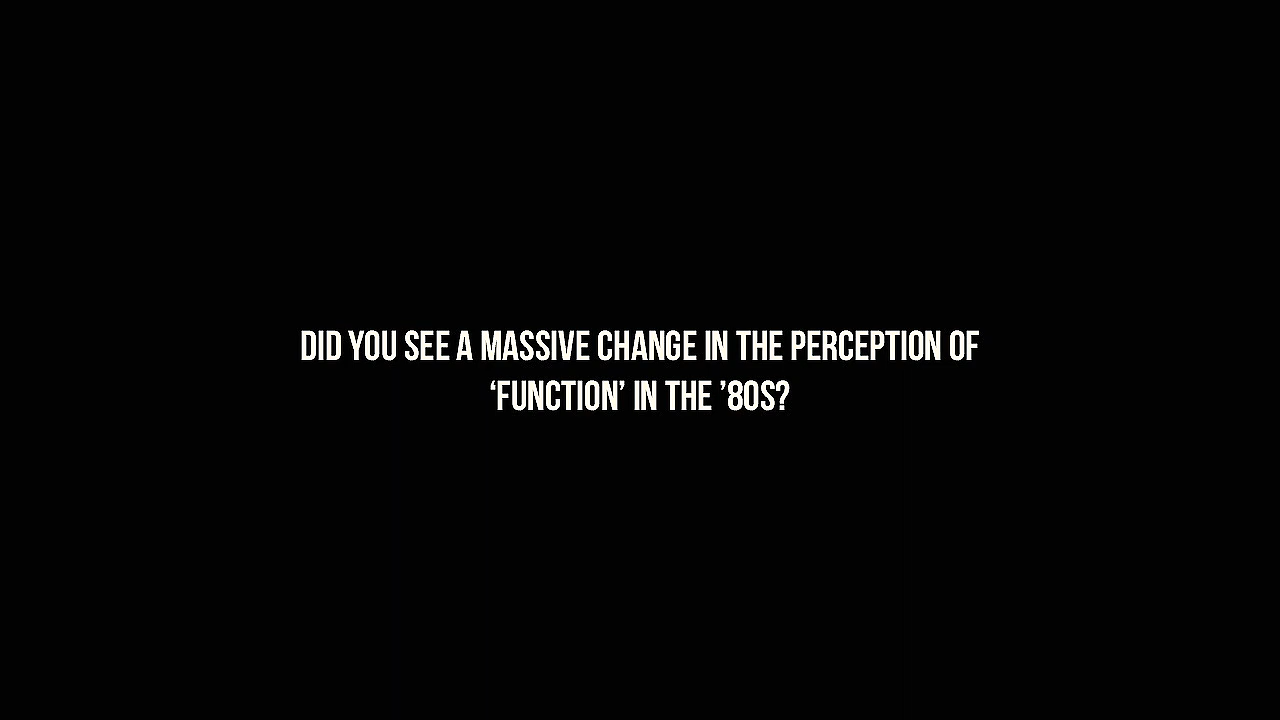 DID YOU SEE A MASSIVE CHANGE IN THE PERCEPTION OF
‘FUNCTION’ IN THE ’80S?